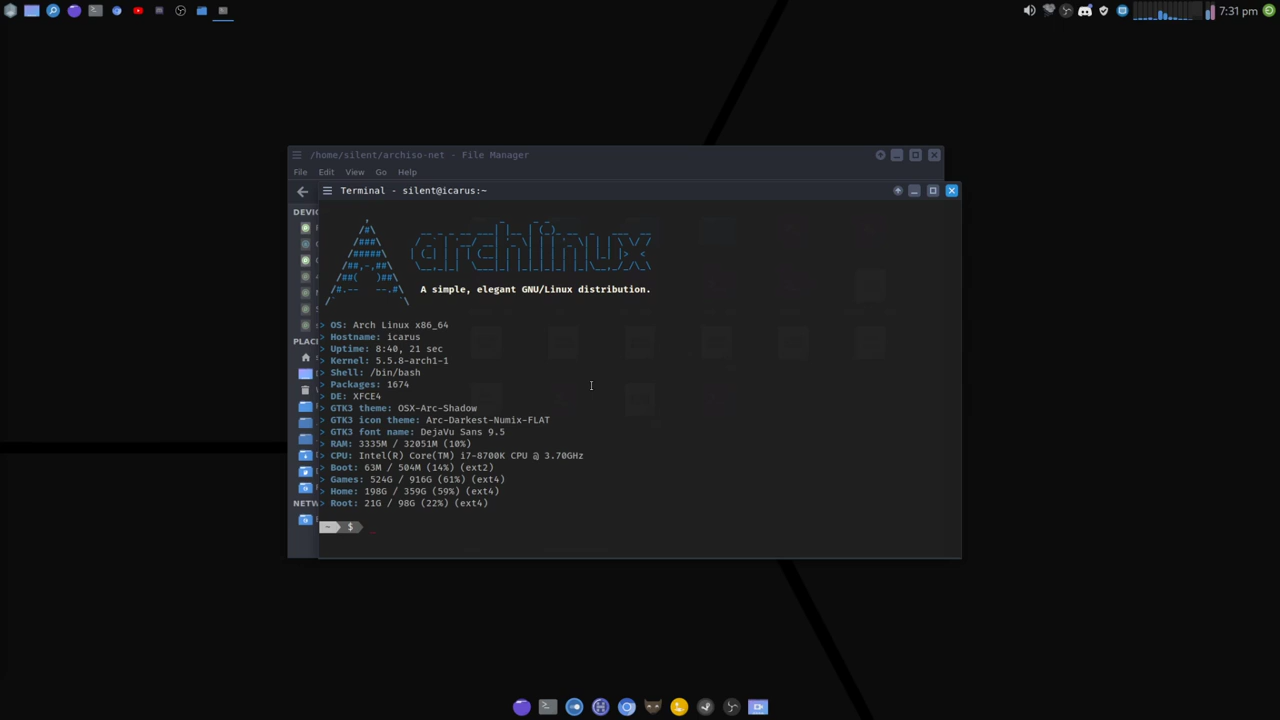 7:31 pm
/home/silent/archiso-net - File Manager
File Edit View Go Help
Terminal - silent@icarus:~
DEVIC
PLAC
NETW
A simple, elegant GNU/Linux distribution.
> OS: Arch Linux x86_64
> Hostname: icarus
> Uptime: 8:40, 21 sec
> Kernel: 5.5.8-arch1-1
> Shell: /bin/bash
> Packages: 1674
> DE: XFCE4
> GTK3 theme: OSX-Arc-Shadow
> GTK3 icon theme: Arc-Darkest-Numix-FLAT
> GTK3 font name: DejaVu Sans 9.5
> RAM: 3335M / 32051M (10%)
> CPU: Intel(R) Core(TM) i7-8700K CPU @ 3.70GHz
> Boot: 63M / 504M (14%) (ext2)
> Games: 524G / 916G (61%) (ext4)
> Home: 198G / 359G (59%) (ext4)
> Root: 21G / 98G (22%) (ext4)
~ $ _